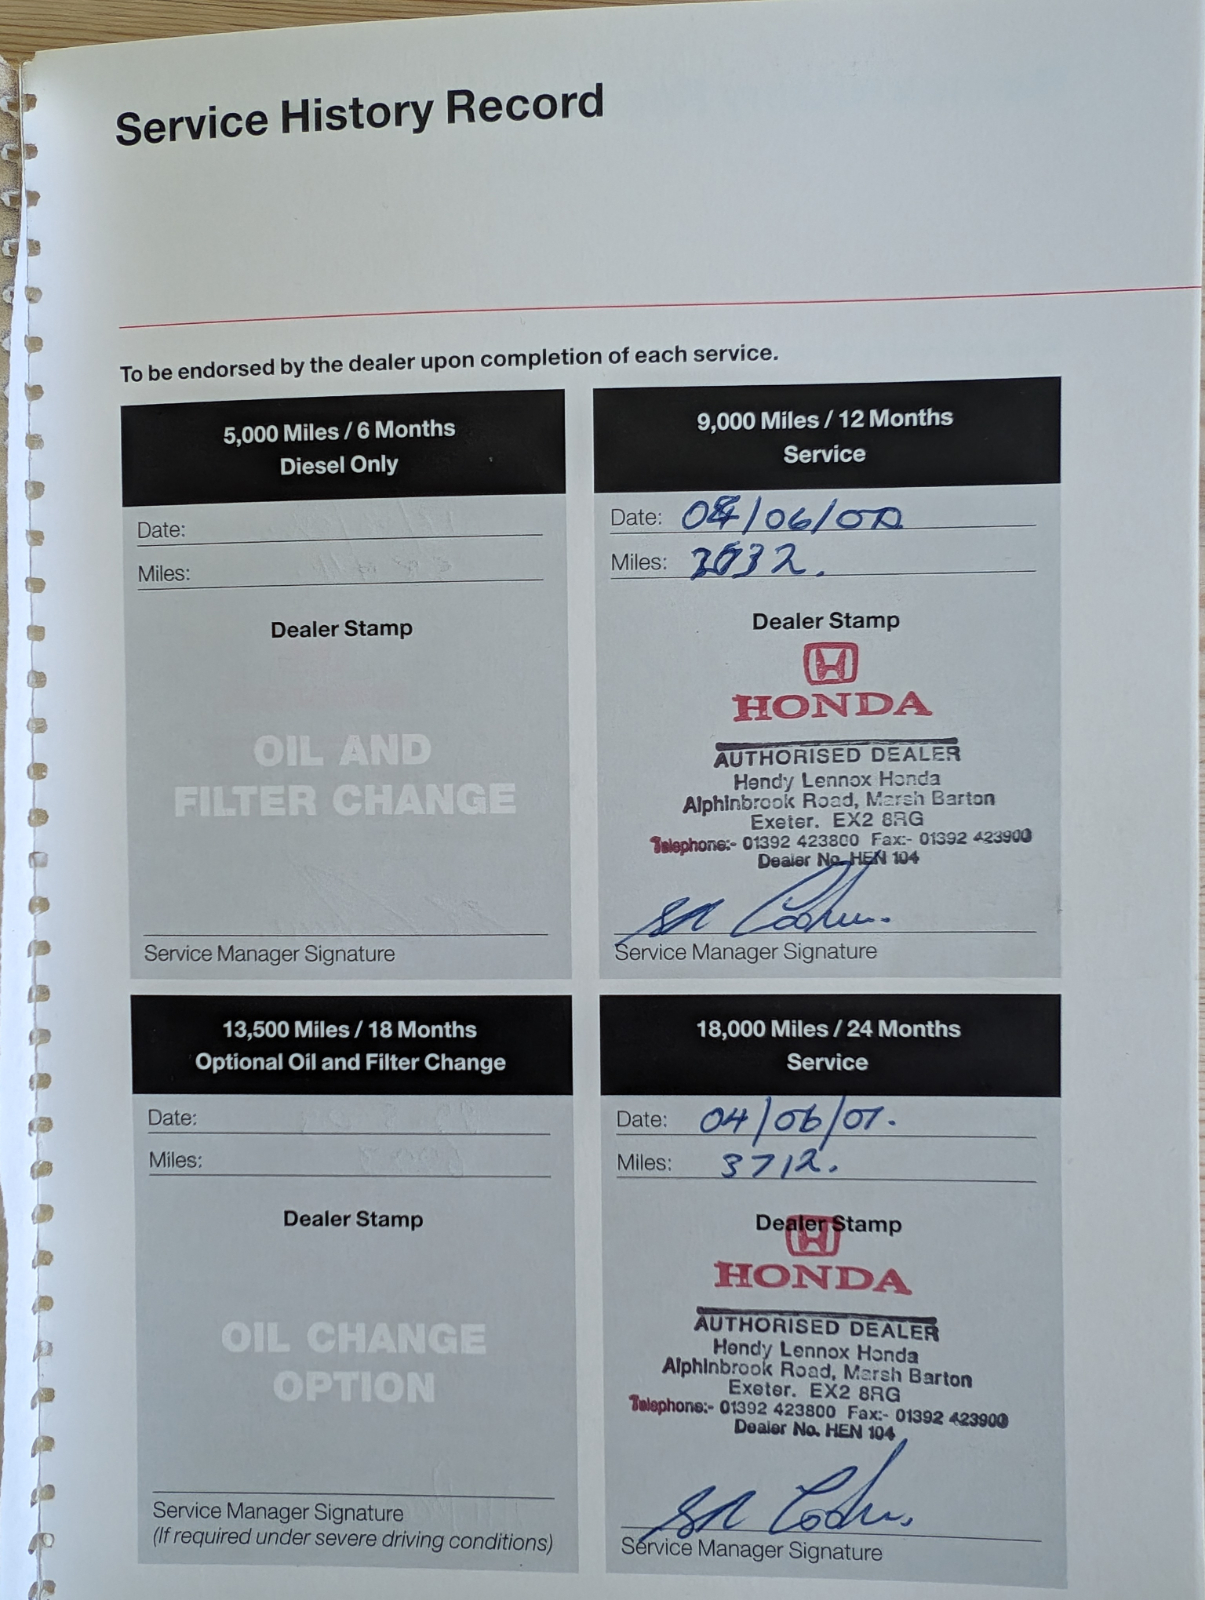 Service History Record
To be endorsed by the dealer upon completion of each service.
5,000 Miles / 6 Months
Diesel Only
Date:
Miles:
Dealer Stamp
OIL AND
FILTER CHANGE
Service Manager Signature
9,000 Miles / 12 Months
Service
Date: 04/06/00
Miles:
Dealer Stamp
HONDA
AUTHORISED DEALER
Hendy Lennox Honda
Alphinbrook Road, Marsh Barton
Exeter. EX2 8RG
Telephone:- 01392 423800 Fax:- 01392 423900
Dealer No. HEN 104
Service Manager Signature
13,500 Miles / 18 Months
Optional Oil and Filter Change
Date:
Miles:
Dealer Stamp
OIL CHANGE
OPTION
Service Manager Signature
(If required under severe driving conditions)
18,000 Miles / 24 Months
Service
Date: 04/06/01.
Miles: 3712.
Dealer Stamp
HONDA
AUTHORISED DEALER
Hendy Lennox Honda
Alphinbrook Road, Marsh Barton
Exeter. EX2 8RG
Telephone:- 01392 423800 Fax:- 01392 423900
Dealer No. HEN 104
Service Manager Signature